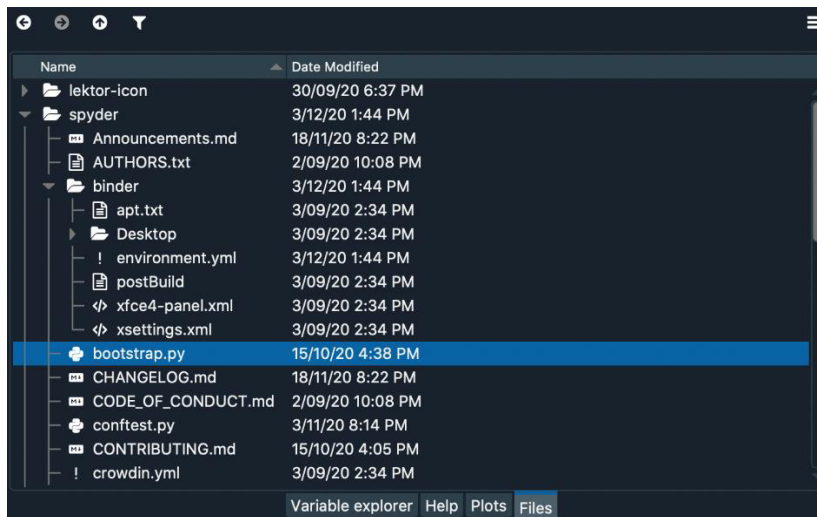 Name Date Modified
lektor-icon 30/09/20 6:37 PM
spyder 3/12/20 1:44 PM
Announcements.md 18/11/20 8:22 PM
AUTHORS.txt 2/09/20 10:08 PM
binder 3/12/20 1:44 PM
apt.txt 3/09/20 2:34 PM
Desktop 3/09/20 2:34 PM
! environment.yml 3/12/20 1:44 PM
postBuild 3/09/20 2:34 PM
</> xfce4-panel.xml 3/09/20 2:34 PM
</> xsettings.xml 3/09/20 2:34 PM
bootstrap.py 15/10/20 4:38 PM
CHANGELOG.md 18/11/20 8:22 PM
CODE_OF_CONDUCT.md 2/09/20 10:08 PM
conftest.py 3/11/20 8:14 PM
CONTRIBUTING.md 15/10/20 4:05 PM
! crowdin.yml 3/09/20 2:34 PM
Variable explorer Help Plots Files